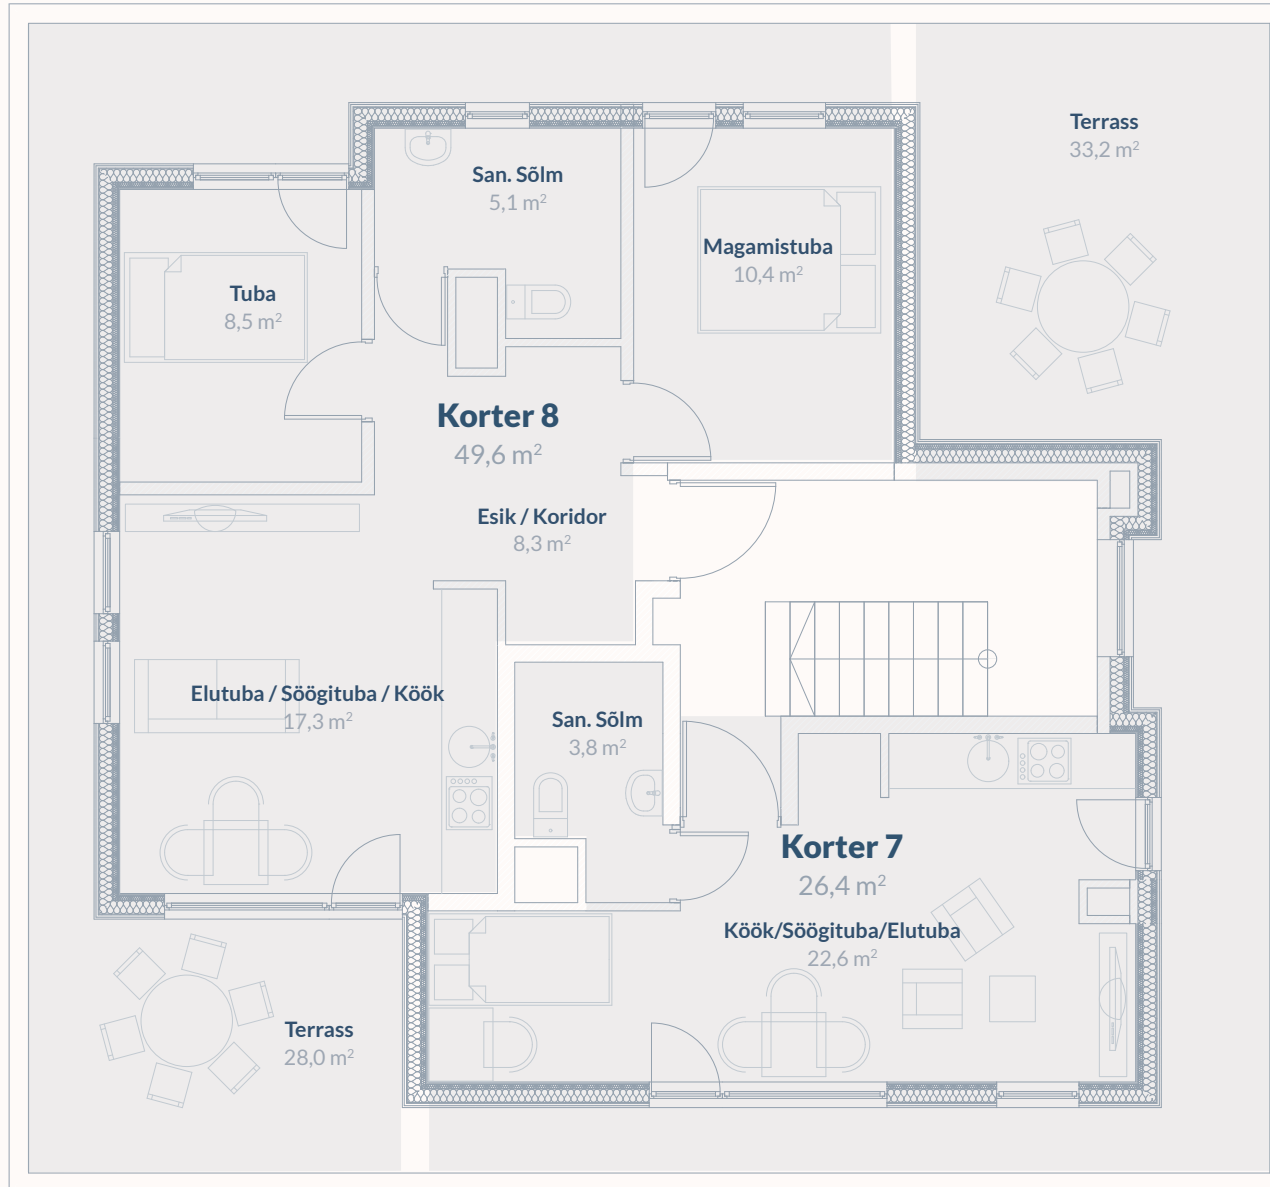 Terrass
33,2 m²
San. Sõlm
5,1 m²
Magamistuba
10,4 m²
Tuba
8,5 m²
Korter 8
49,6 m²
Esik / Koridor
8,3 m²
Elutuba / Söögituba / Köök
17,3 m²
San. Sõlm
3,8 m²
Korter 7
26,4 m²
Köök/Söögituba/Elutuba
22,6 m²
Terrass
28,0 m²